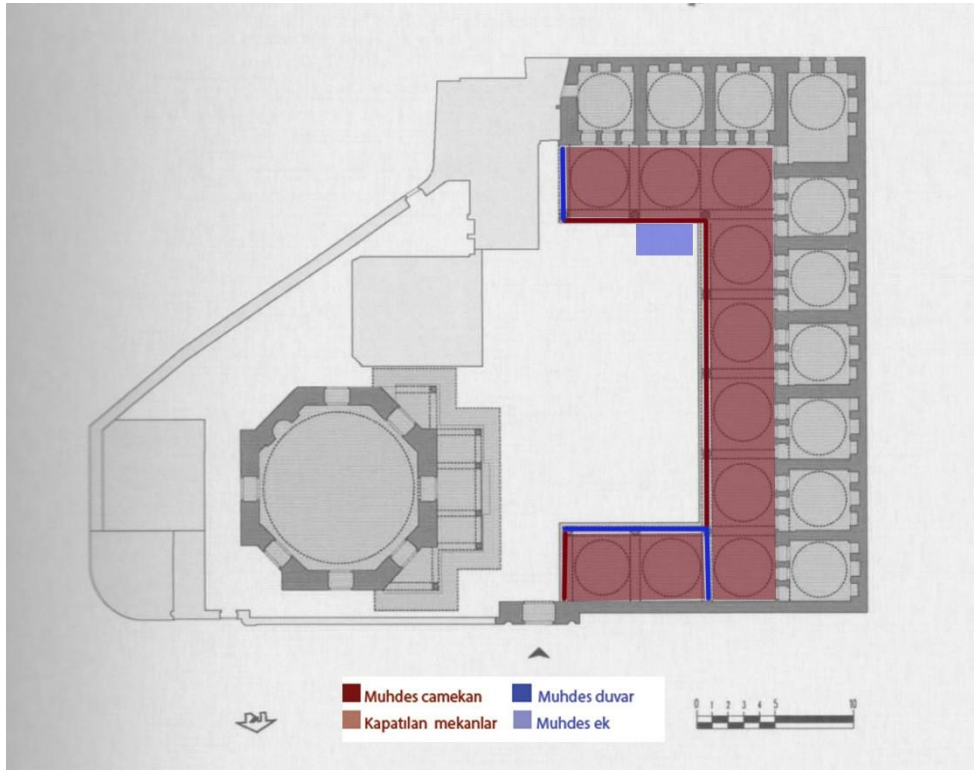 Muhdes camekan
Muhdes duvar
Kapatılan mekanlar
Muhdes ek
0 1 2 3 4 5 10